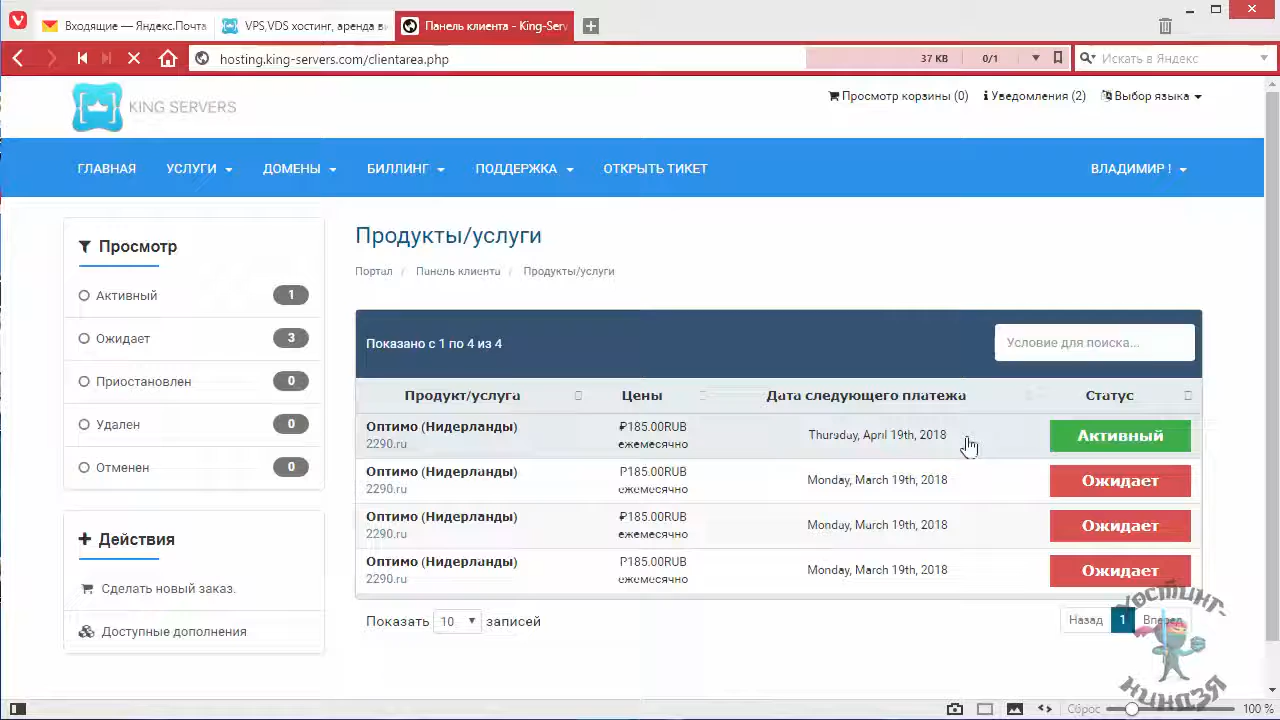 Входящие — Яндекс.Почта
VPS,VDS хостинг, аренда ви
Панель клиента - King-Serv
hosting.king-servers.com/clientarea.php
37 KB
0/1
Искать в Яндекс
KING SERVERS
Просмотр корзины (0)
Уведомления (2)
Выбор языка
ГЛАВНАЯ
УСЛУГИ
ДОМЕНЫ
БИЛЛИНГ
ПОДДЕРЖКА
ОТКРЫТЬ ТИКЕТ
ВЛАДИМИР !
Просмотр
Активный 1
Ожидает 3
Приостановлен 0
Удален 0
Отменен 0
Действия
Сделать новый заказ.
Доступные дополнения
Продукты/услуги
Портал / Панель клиента / Продукты/услуги
Показано с 1 по 4 из 4
Условие для поиска...
Продукт/услуга Цены Дата следующего платежа Статус
Оптимо (Нидерланды) ₽185.00RUB Thursday, April 19th, 2018 Активный
2290.ru ежемесячно
Оптимо (Нидерланды) ₽185.00RUB Monday, March 19th, 2018 Ожидает
2290.ru ежемесячно
Оптимо (Нидерланды) ₽185.00RUB Monday, March 19th, 2018 Ожидает
2290.ru ежемесячно
Оптимо (Нидерланды) ₽185.00RUB Monday, March 19th, 2018 Ожидает
2290.ru ежемесячно
Показать 10 записей
Назад 1 Вперед
Хостинг-
ниндзя
Сброс
100 %